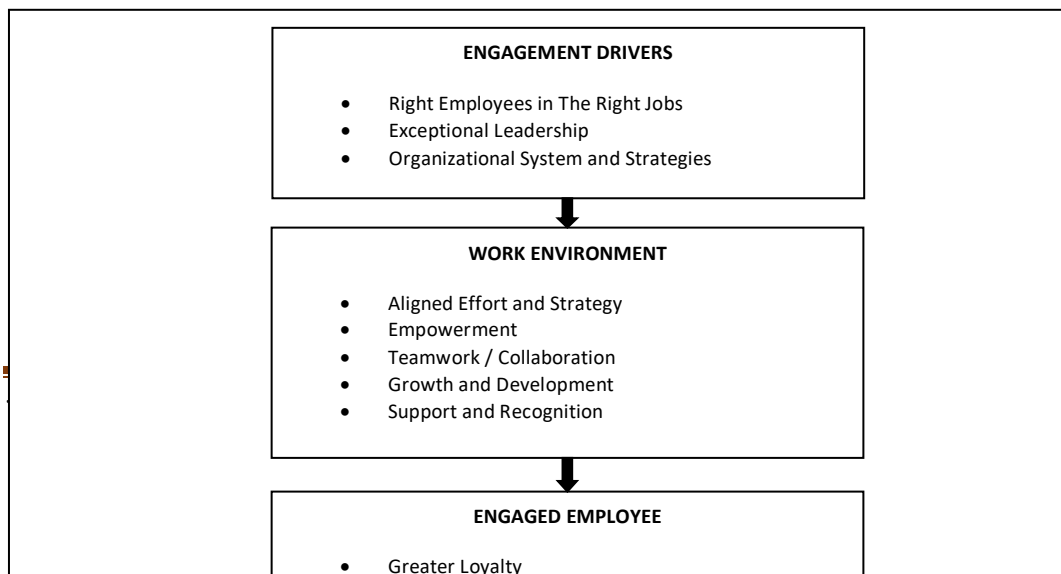 ENGAGEMENT DRIVERS
• Right Employees in The Right Jobs
• Exceptional Leadership
• Organizational System and Strategies
WORK ENVIRONMENT
• Aligned Effort and Strategy
• Empowerment
• Teamwork / Collaboration
• Growth and Development
• Support and Recognition
ENGAGED EMPLOYEE
• Greater Loyalty